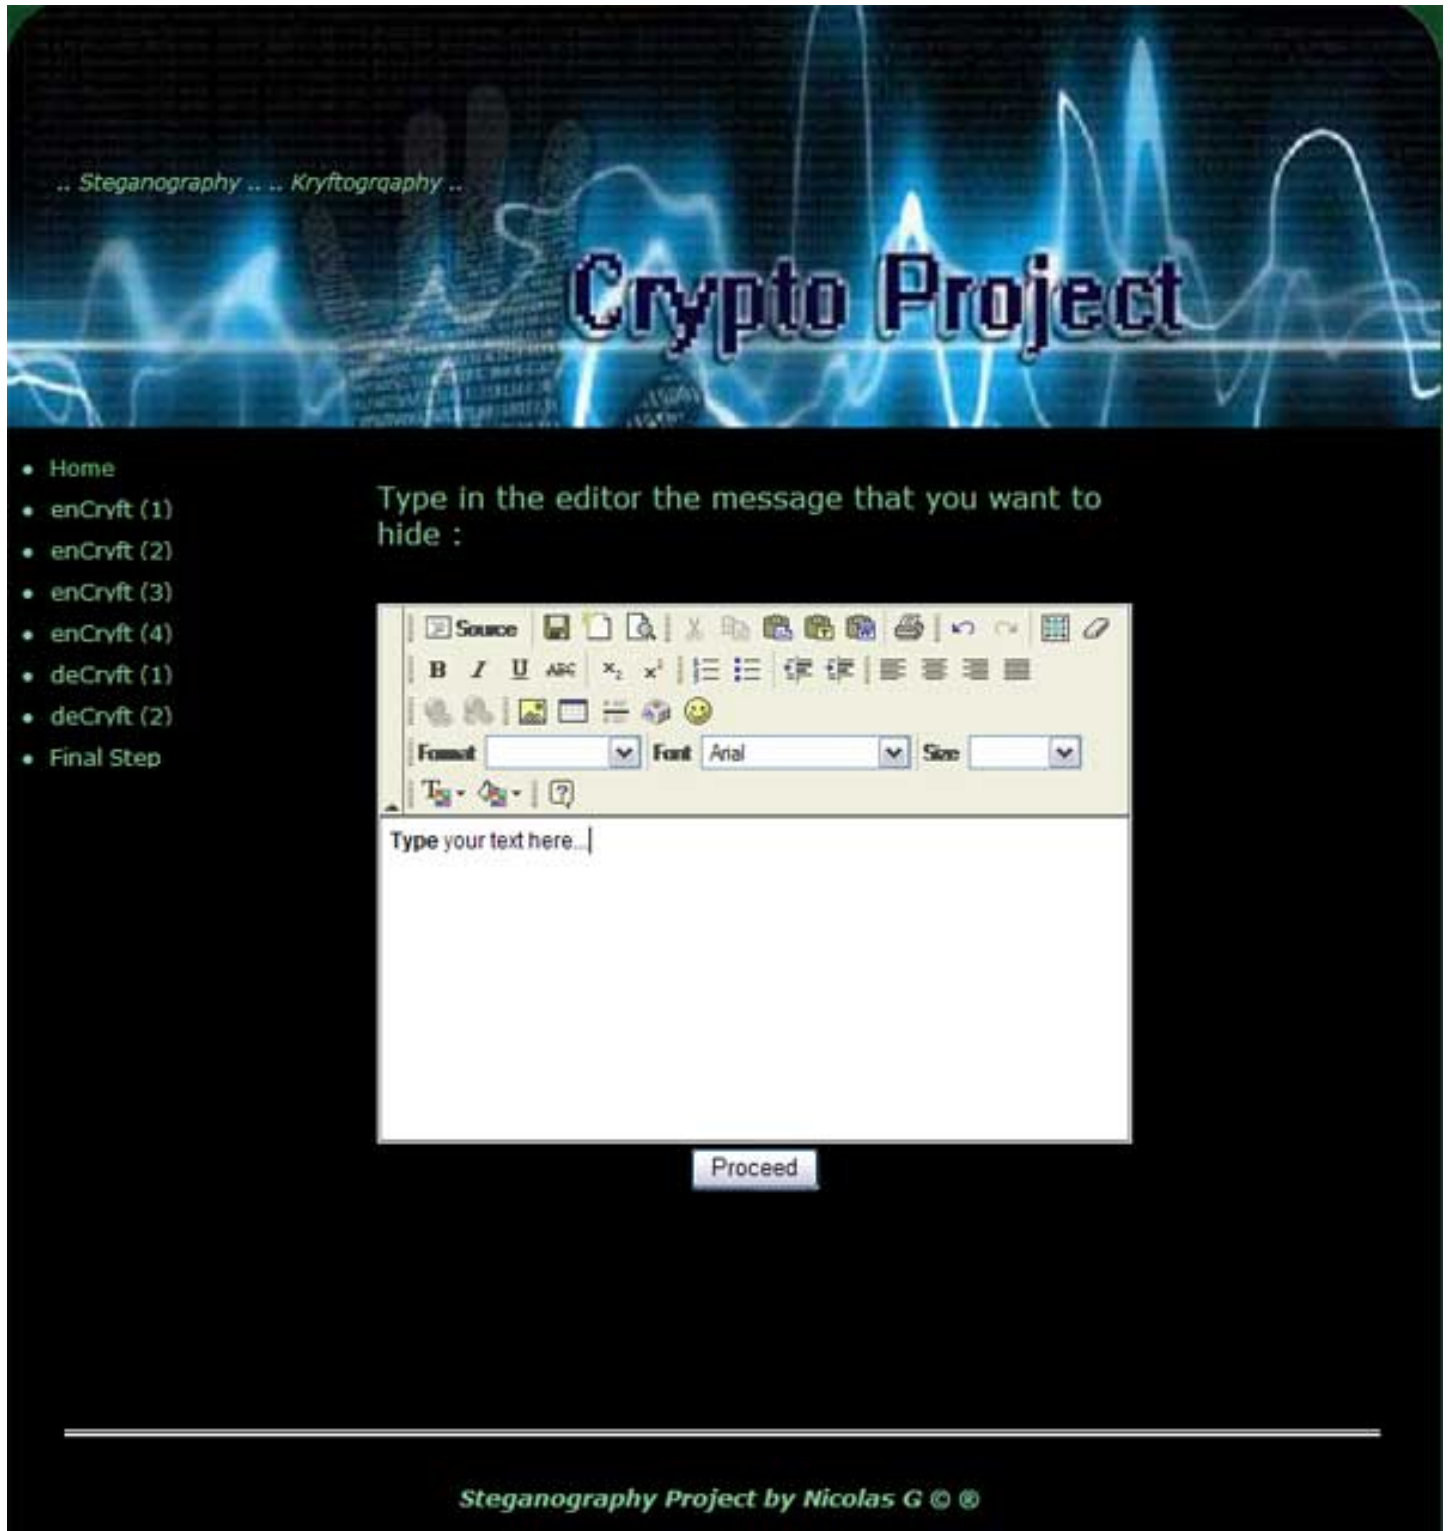 .. Steganography .. .. Kryftogrqaphy ..
Crypto Project
Home
enCryft (1)
enCryft (2)
enCryft (3)
enCryft (4)
deCryft (1)
deCryft (2)
Final Step
Type in the editor the message that you want to
hide :
Source
B I U ABC x₂ x²
Format Font Arial Size
Type your text here...
Proceed
Steganography Project by Nicolas G © ®